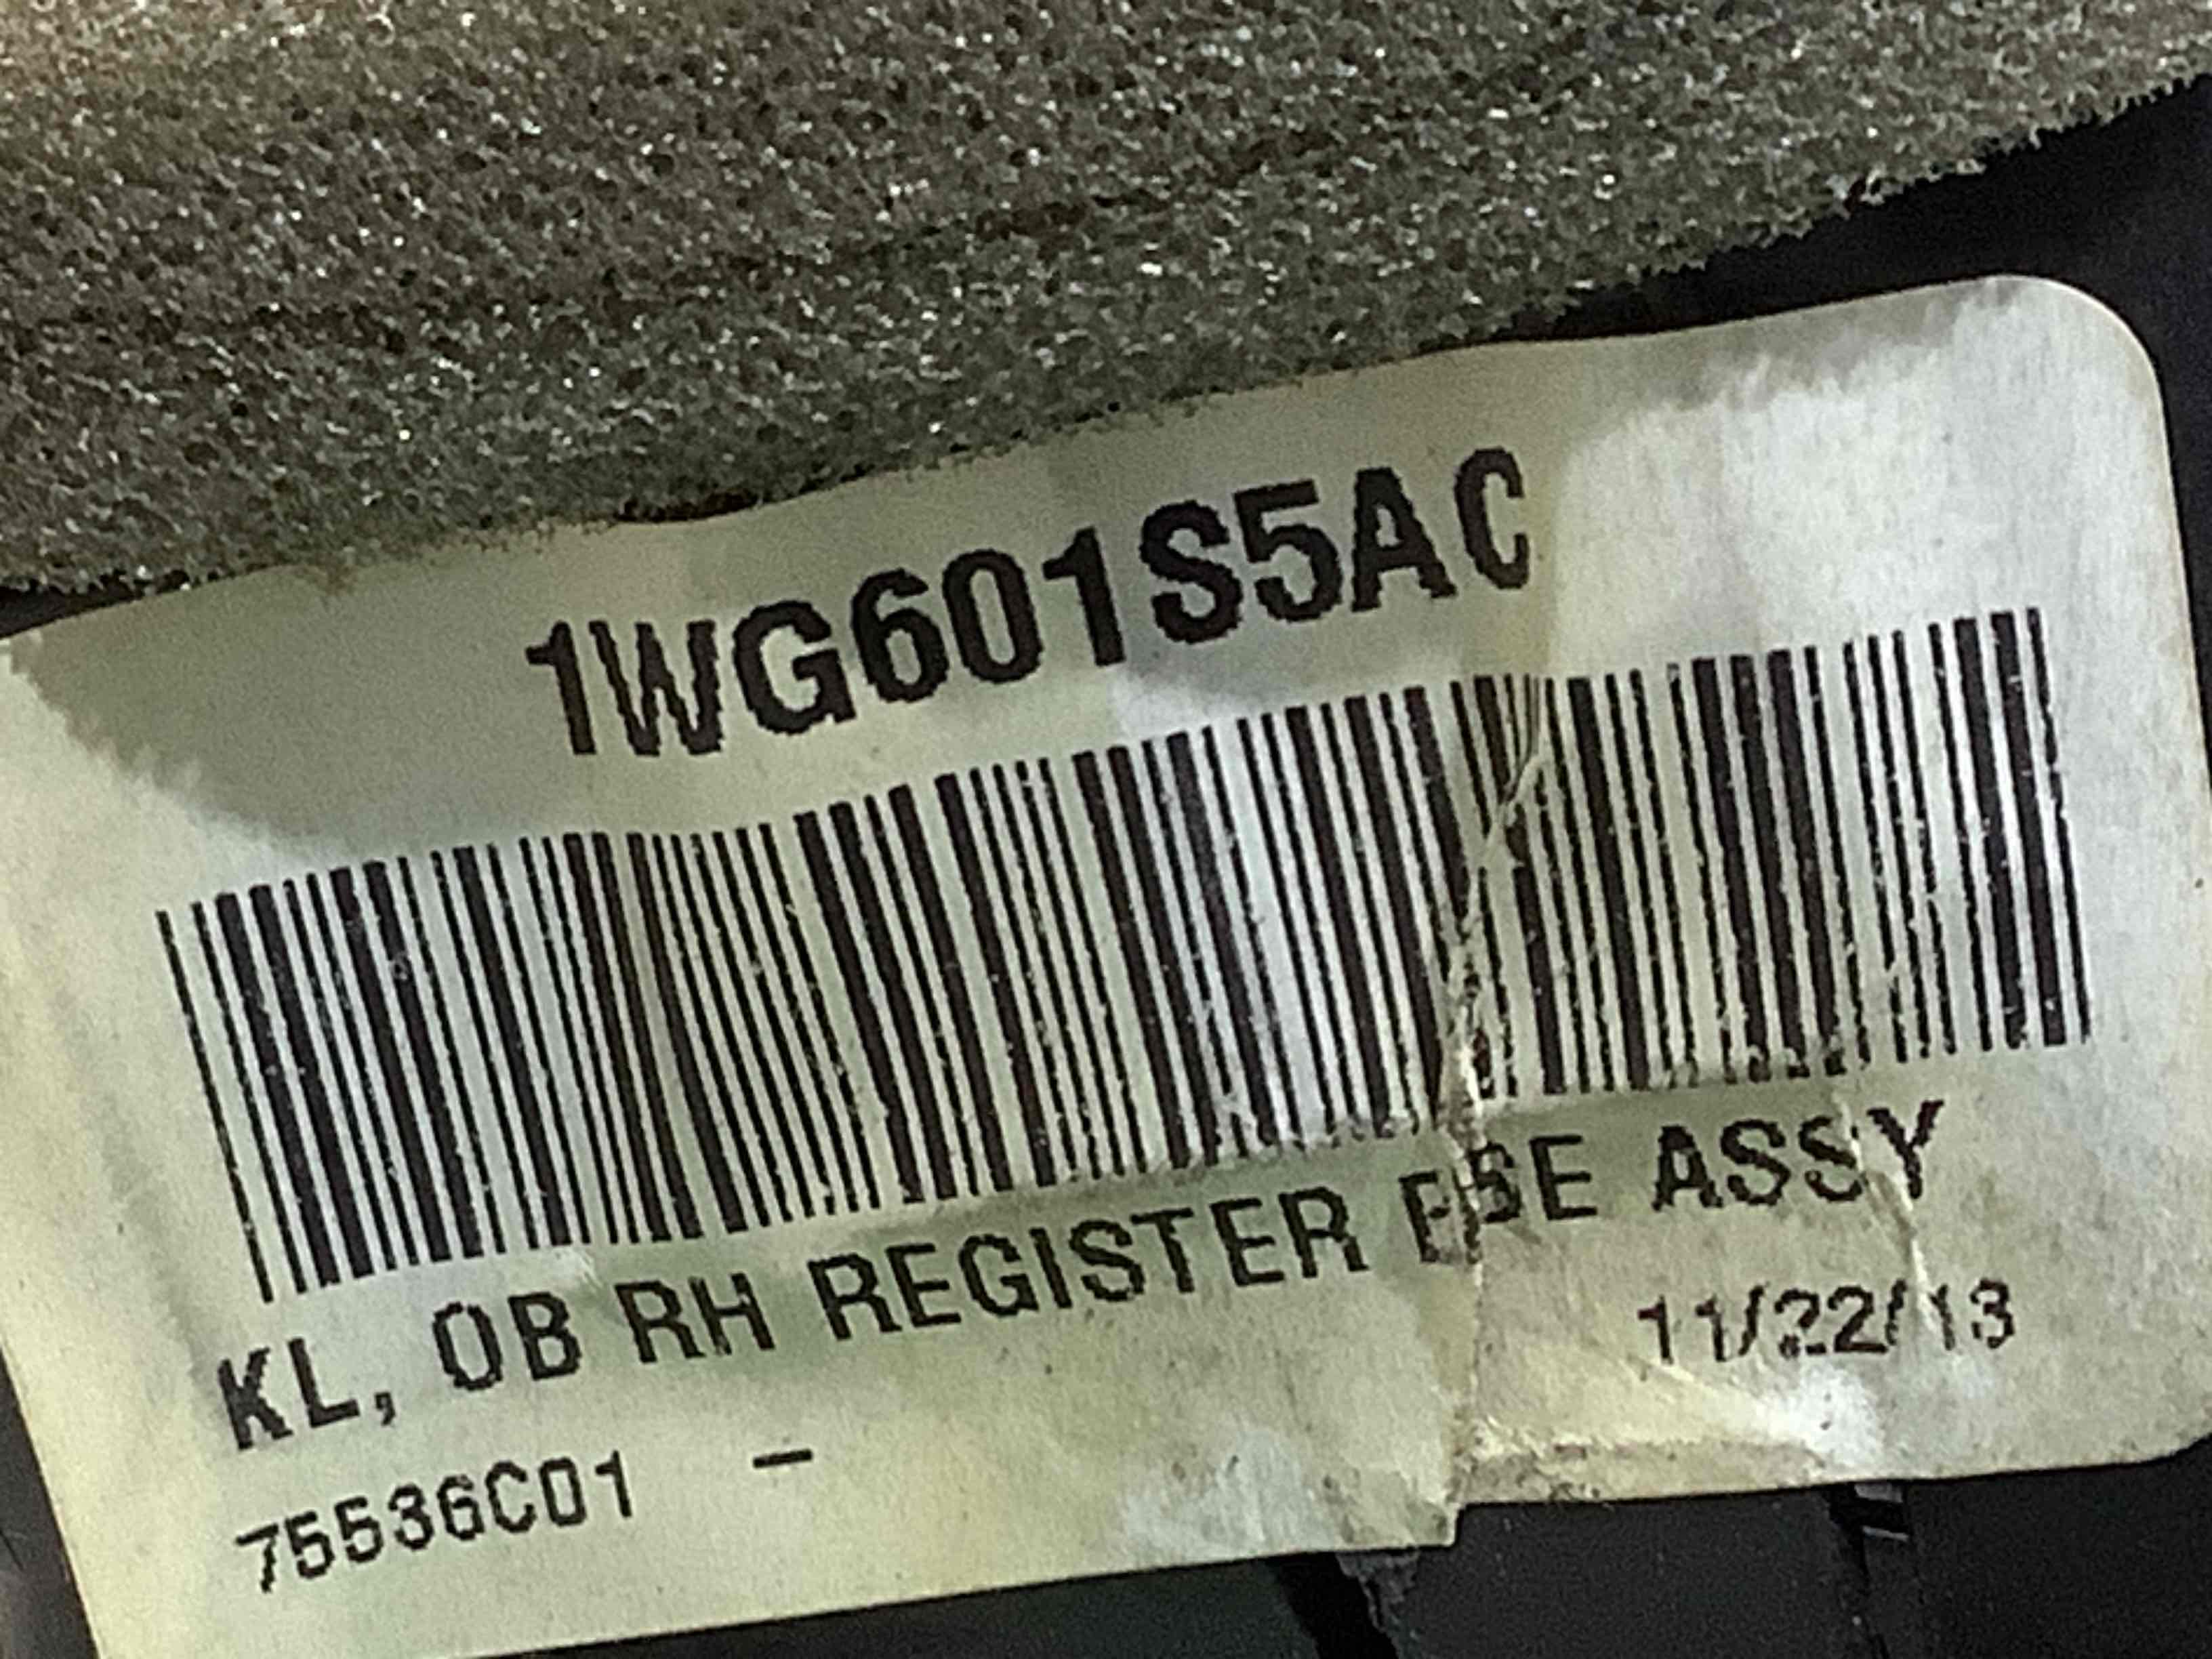 1WG601S5AC
KL, OB RH REGISTER ASSY
11/22/13
75536C01 –